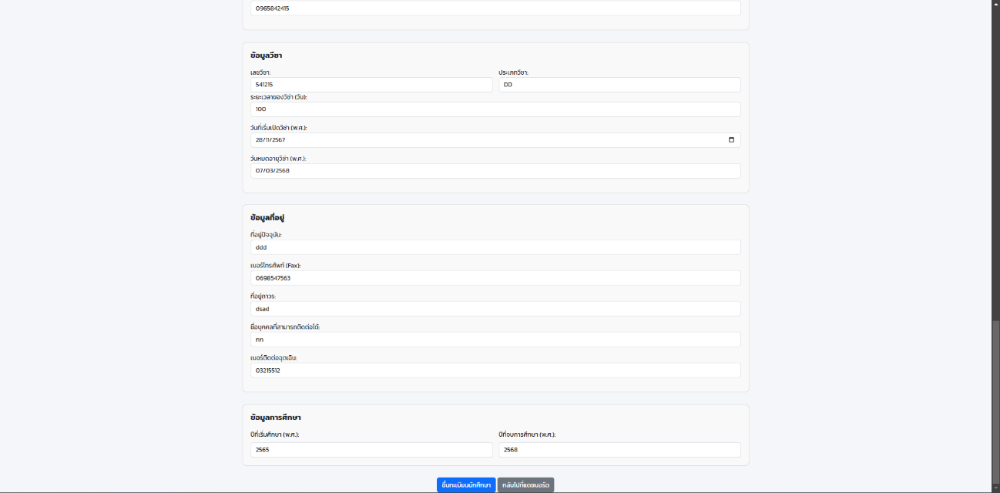 0965842415
ข้อมูลวีซา
เลขวีซา: ประเภทวีซา:
541215 DD
ระยะเวลาของวีซ่า (วัน):
100
วันที่เริ่มเปิดวีซ่า (พ.ศ.):
28/11/2567
วันหมดอายุวีซ่า (พ.ศ.):
07/03/2568
ข้อมูลที่อยู่
ที่อยู่ปัจจุบัน:
ddd
เบอร์โทรศัพท์ (Fax):
0698547563
ที่อยู่ถาวร:
dsad
ชื่อบุคคลที่สามารถติดต่อได้:
nn
เบอร์ติดต่อฉุดเฉิน:
03215512
ข้อมูลการศึกษา
ปีที่เริ่มศึกษา (พ.ศ.): ปีที่จบการศึกษา (พ.ศ.):
2565 2568
ขึ้นทะเบียนนักศึกษา กลับไปที่แดชบอร์ด